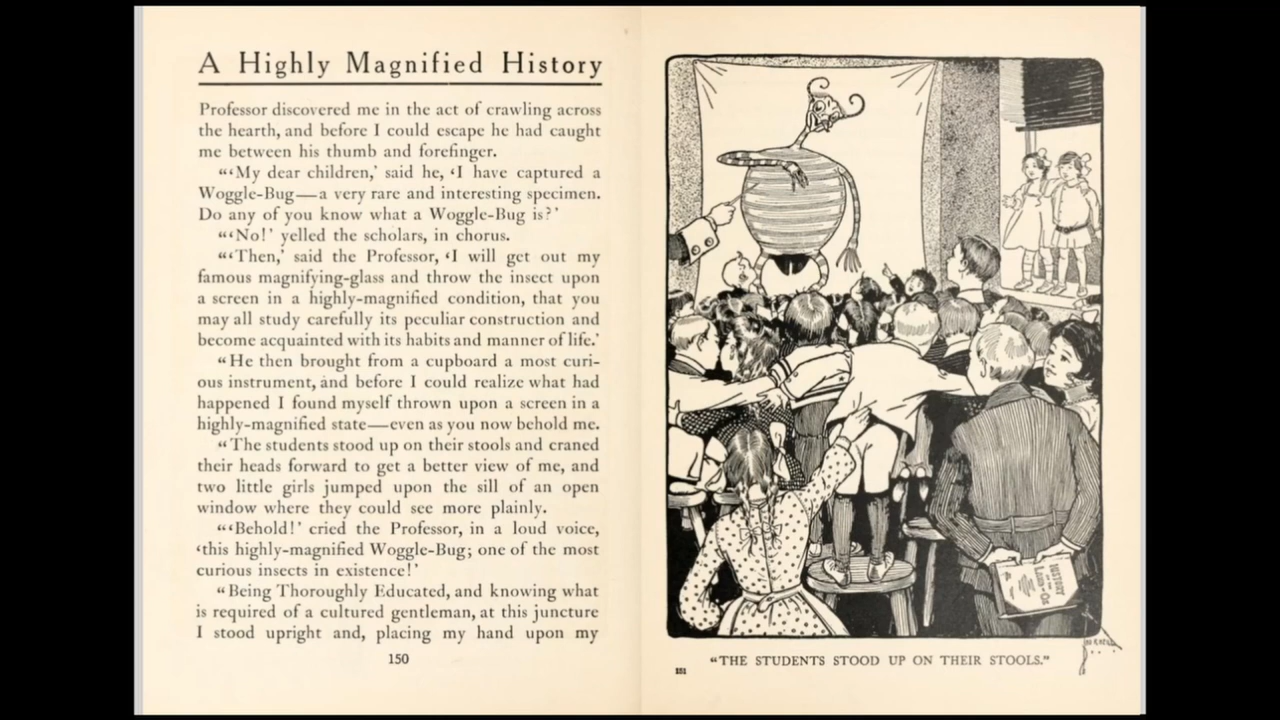 A Highly Magnified History
Professor discovered me in the act of crawling across
the hearth, and before I could escape he had caught
me between his thumb and forefinger.
“‘My dear children,’ said he, ‘I have captured a
Woggle-Bug—a very rare and interesting specimen.
Do any of you know what a Woggle-Bug is?’
“‘No!’ yelled the scholars, in chorus.
“‘Then,’ said the Professor, ‘I will get out my
famous magnifying-glass and throw the insect upon
a screen in a highly-magnified condition, that you
may all study carefully its peculiar construction and
become acquainted with its habits and manner of life.’
“He then brought from a cupboard a most curi-
ous instrument, and before I could realize what had
happened I found myself thrown upon a screen in a
highly-magnified state—even as you now behold me.
“The students stood up on their stools and craned
their heads forward to get a better view of me, and
two little girls jumped upon the sill of an open
window where they could see more plainly.
“‘Behold!’ cried the Professor, in a loud voice,
‘this highly-magnified Woggle-Bug; one of the most
curious insects in existence!’
“Being Thoroughly Educated, and knowing what
is required of a cultured gentleman, at this juncture
I stood upright and, placing my hand upon my
150
HISTORY
OF THE
LAND OF OZ
“THE STUDENTS STOOD UP ON THEIR STOOLS.”
151